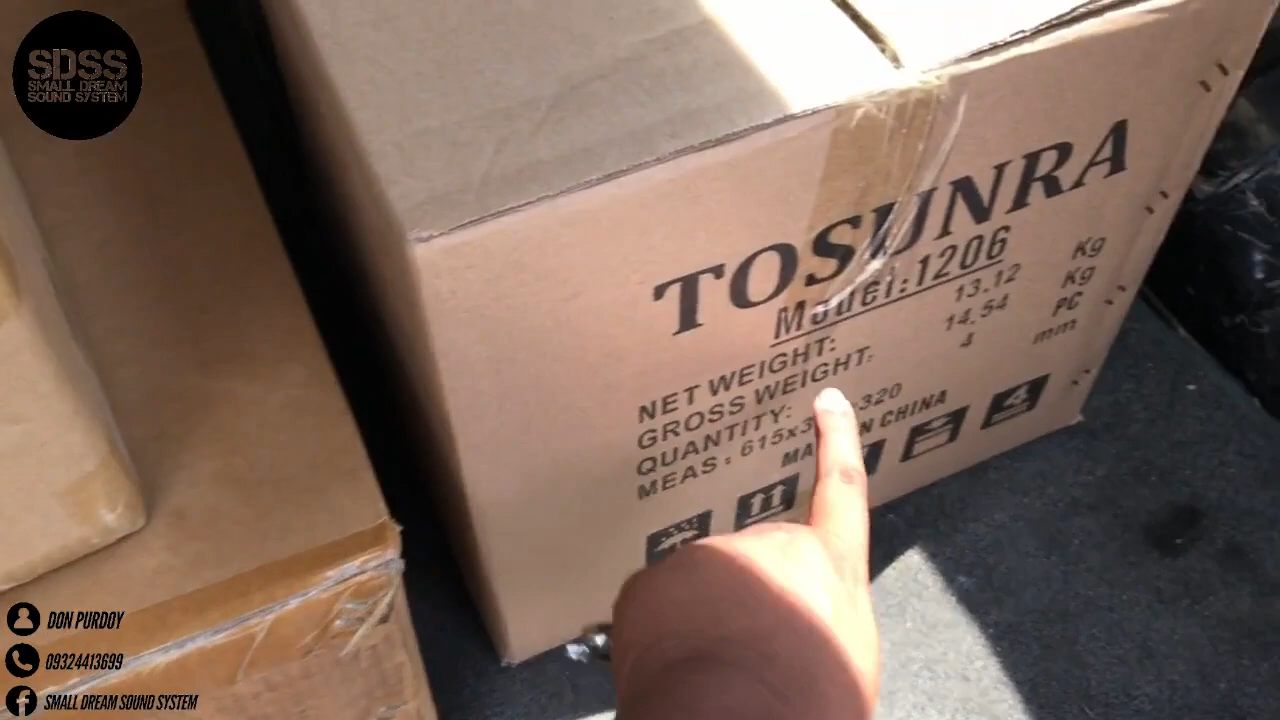 SDSS
SMALL DREAM
SOUND SYSTEM
TOSUNRA
Model:1206
NET WEIGHT: 13.12 Kg
GROSS WEIGHT: 14.54 Kg
QUANTITY: 4 PC
MEAS: 615x3 320 mm
MA N CHINA
4
DON PURDOY
09324413699
SMALL DREAM SOUND SYSTEM